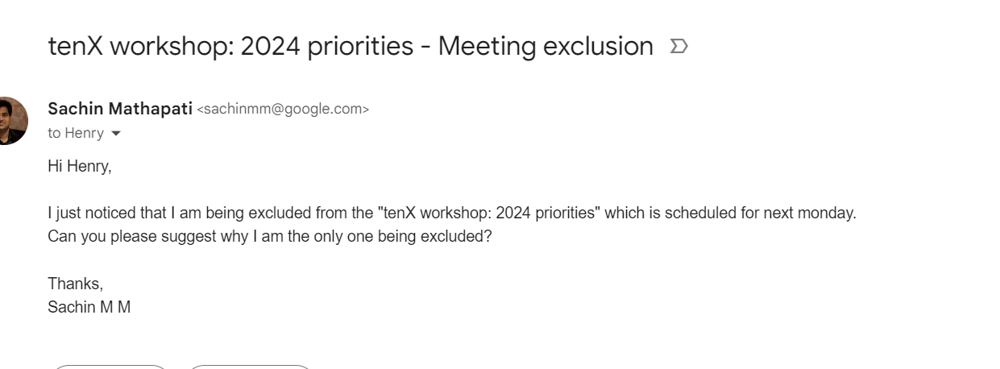 tenX workshop: 2024 priorities - Meeting exclusion
Sachin Mathapati <sachinmm@google.com>
to Henry
Hi Henry,
I just noticed that I am being excluded from the "tenX workshop: 2024 priorities" which is scheduled for next monday.
Can you please suggest why I am the only one being excluded?
Thanks,
Sachin M M